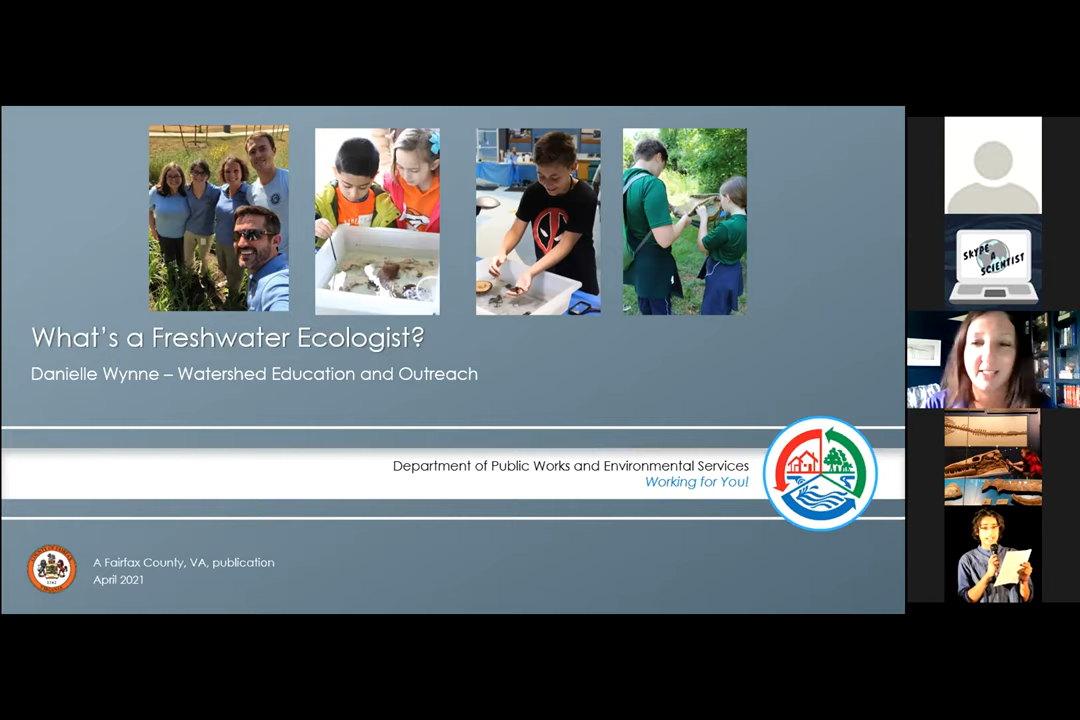 What's a Freshwater Ecologist?
Danielle Wynne – Watershed Education and Outreach
Department of Public Works and Environmental Services
Working for You!
A Fairfax County, VA, publication
April 2021
SKYPE
A
SCIENTIST